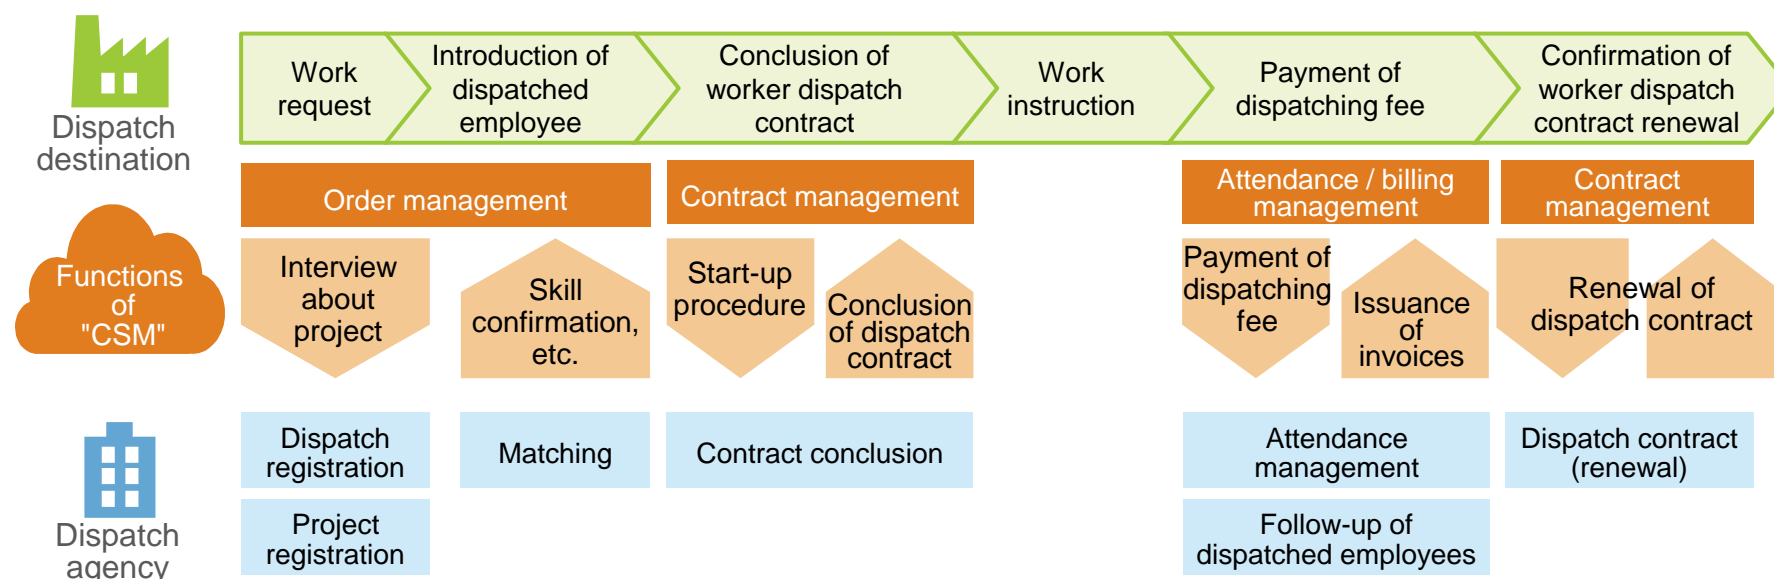 Dispatch
destination
Work
request
Introduction of
dispatched
employee
Conclusion of
worker dispatch
contract
Work
instruction
Payment of
dispatching fee
Confirmation of
worker dispatch
contract renewal
Functions
of
"CSM"
Order management
Contract management
Attendance / billing
management
Contract
management
Interview
about
project
Skill
confirmation,
etc.
Start-up
procedure
Conclusion
of dispatch
contract
Payment of
dispatching
fee
Issuance
of
invoices
Renewal of
dispatch contract
Dispatch
agency
Dispatch
registration
Matching
Contract conclusion
Attendance
management
Dispatch contract
(renewal)
Project
registration
Follow-up of
dispatched employees